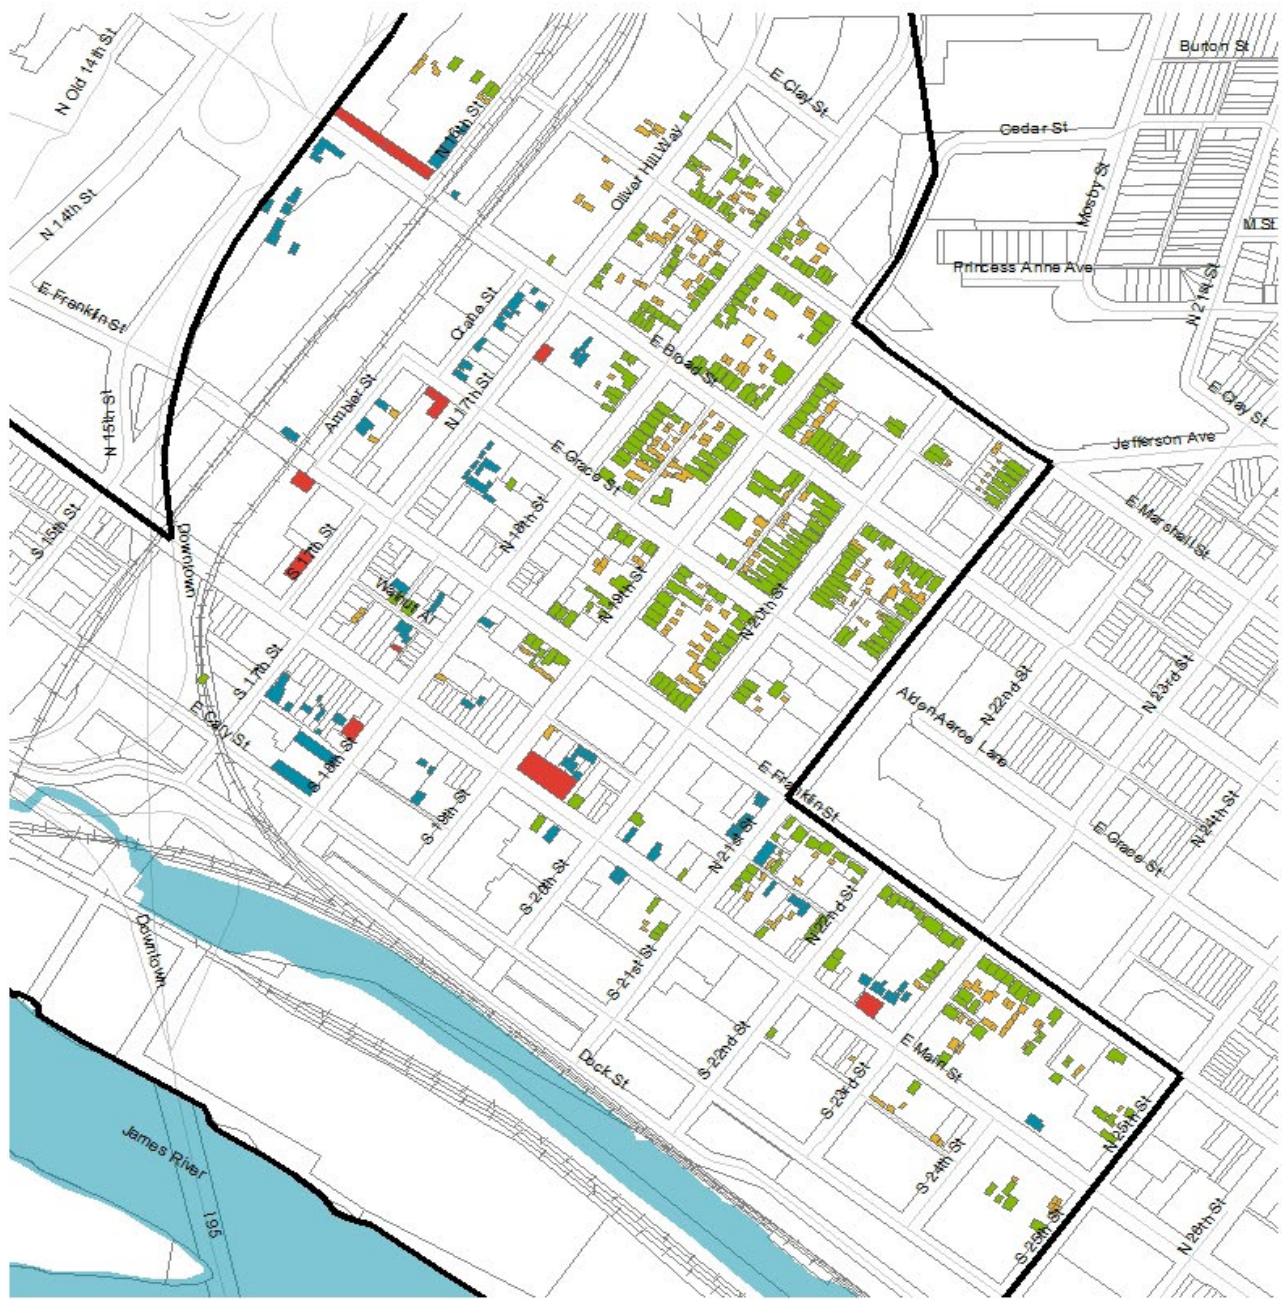 Burton St
N Old 14th St
E Clay St
N 16th St
Cedar St
Oliver Hill Way
Mosby St
N 14th St
M St
Princess Anne Ave
N 21st St
E Franklin St
Crane St
E Broad St
Ambler St
N 17th St
E Clay St
N 15th St
Jefferson Ave
E Grace St
E Marshall St
S 15th St
N 18th St
Downtown
S 17th St
Walnut Al
N 19th St
N 20th St
S 17th St
N 22nd St
N 23rd St
E Cary St
Alden Aaroe Lane
S 18th St
E Franklin St
S 19th St
N 21st St
N 24th St
E Grace St
S 20th St
N 22nd St
Downtown
S 21st St
E Main St
Dock St
S 22nd St
S 23rd St
N 25th St
James River
S 24th St
I 95
S 25th St
N 26th St